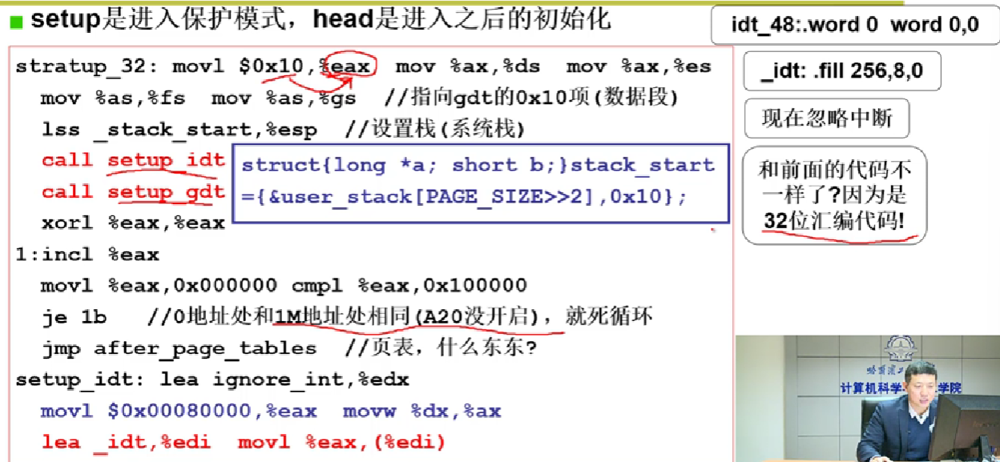 setup是进入保护模式，head是进入之后的初始化
idt_48:.word 0  word 0,0
stratup_32: movl $0x10,%eax  mov %ax,%ds  mov %ax,%es
mov %as,%fs  mov %as,%gs  //指向gdt的0x10项(数据段)
lss _stack_start,%esp  //设置栈(系统栈)
call setup_idt
call setup_gdt
struct{long *a; short b;}stack_start
={&user_stack[PAGE_SIZE>>2],0x10};
xorl %eax,%eax
1:incl %eax
movl %eax,0x000000 cmpl %eax,0x100000
je 1b   //0地址处和1M地址处相同(A20没开启)，就死循环
jmp after_page_tables  //页表，什么东东?
setup_idt: lea ignore_int,%edx
movl $0x00080000,%eax  movw %dx,%ax
lea _idt,%edi  movl %eax,(%edi)
_idt: .fill 256,8,0
现在忽略中断
和前面的代码不
一样了?因为是
32位汇编代码!
计算机科学
学院